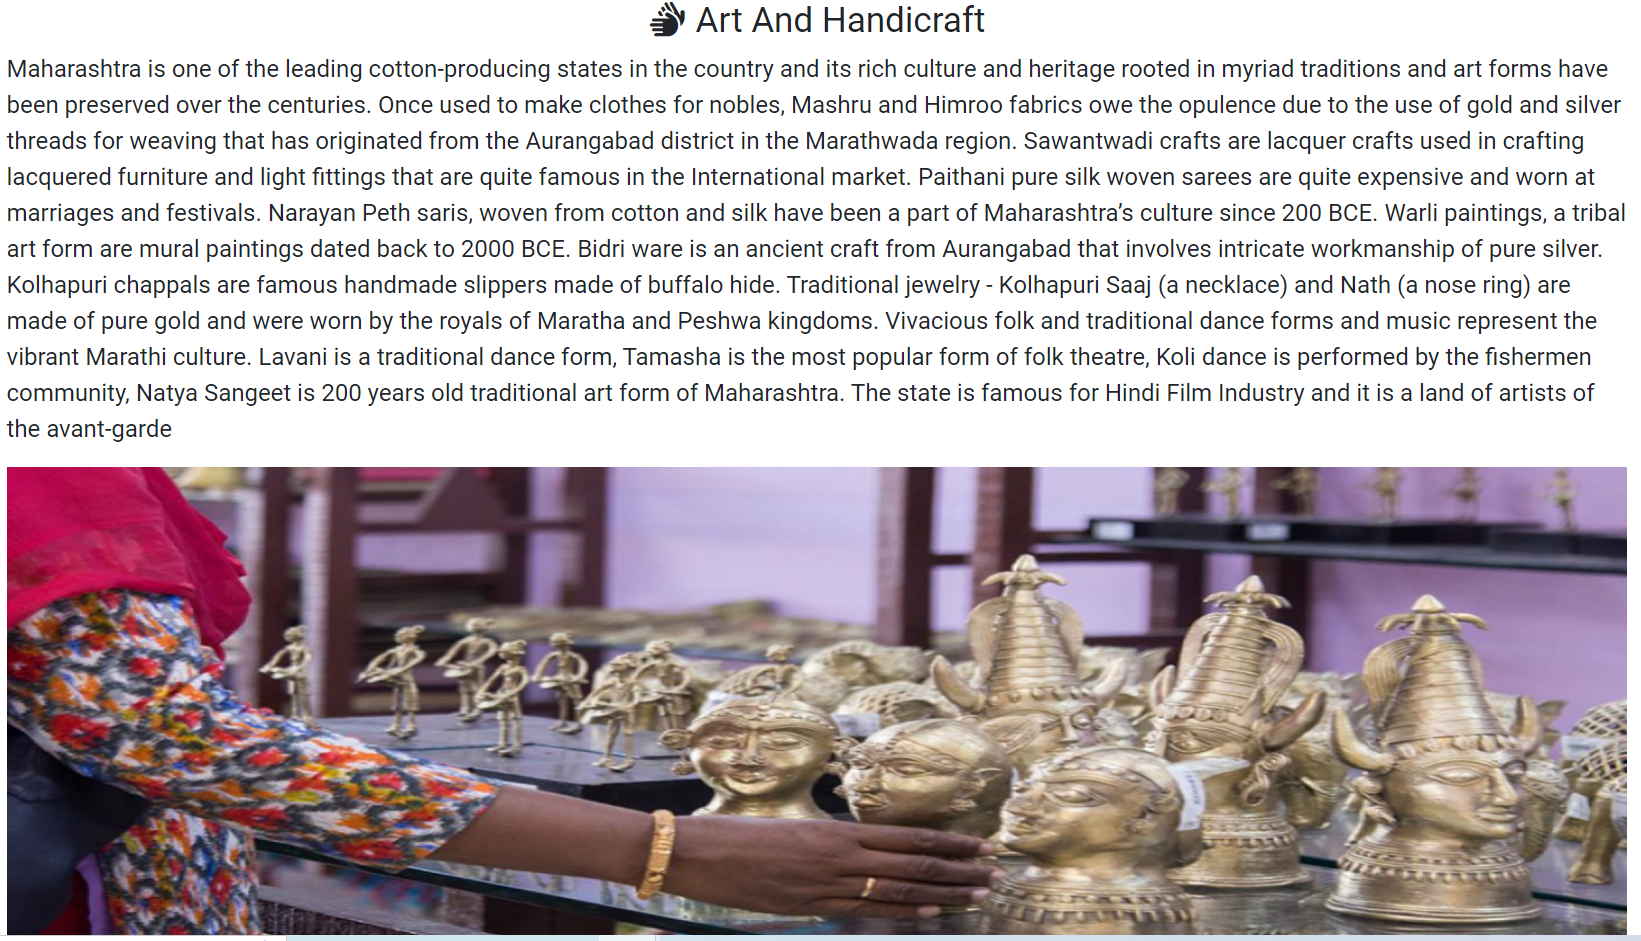 Art And Handicraft
Maharashtra is one of the leading cotton-producing states in the country and its rich culture and heritage rooted in myriad traditions and art forms have
been preserved over the centuries. Once used to make clothes for nobles, Mashru and Himroo fabrics owe the opulence due to the use of gold and silver
threads for weaving that has originated from the Aurangabad district in the Marathwada region. Sawantwadi crafts are lacquer crafts used in crafting
lacquered furniture and light fittings that are quite famous in the International market. Paithani pure silk woven sarees are quite expensive and worn at
marriages and festivals. Narayan Peth saris, woven from cotton and silk have been a part of Maharashtra’s culture since 200 BCE. Warli paintings, a tribal
art form are mural paintings dated back to 2000 BCE. Bidri ware is an ancient craft from Aurangabad that involves intricate workmanship of pure silver.
Kolhapuri chappals are famous handmade slippers made of buffalo hide. Traditional jewelry - Kolhapuri Saaj (a necklace) and Nath (a nose ring) are
made of pure gold and were worn by the royals of Maratha and Peshwa kingdoms. Vivacious folk and traditional dance forms and music represent the
vibrant Marathi culture. Lavani is a traditional dance form, Tamasha is the most popular form of folk theatre, Koli dance is performed by the fishermen
community, Natya Sangeet is 200 years old traditional art form of Maharashtra. The state is famous for Hindi Film Industry and it is a land of artists of
the avant-garde